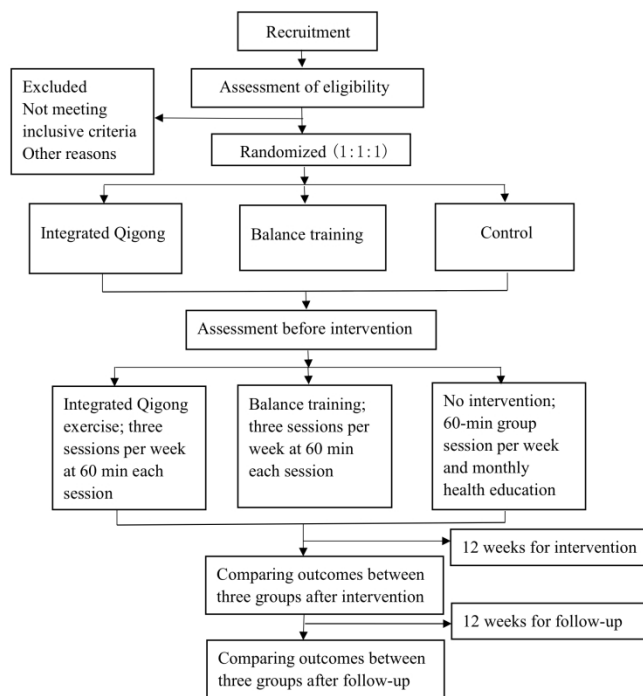 Recruitment
Assessment of eligibility
Excluded
Not meeting
inclusive criteria
Other reasons
Randomized (1:1:1)
Integrated Qigong
Balance training
Control
Assessment before intervention
Integrated Qigong
exercise; three
sessions per week
at 60 min each
session
Balance training;
three sessions per
week at 60 min
each session
No intervention;
60-min group
session per week
and monthly
health education
12 weeks for intervention
Comparing outcomes between
three groups after intervention
12 weeks for follow-up
Comparing outcomes between
three groups after follow-up